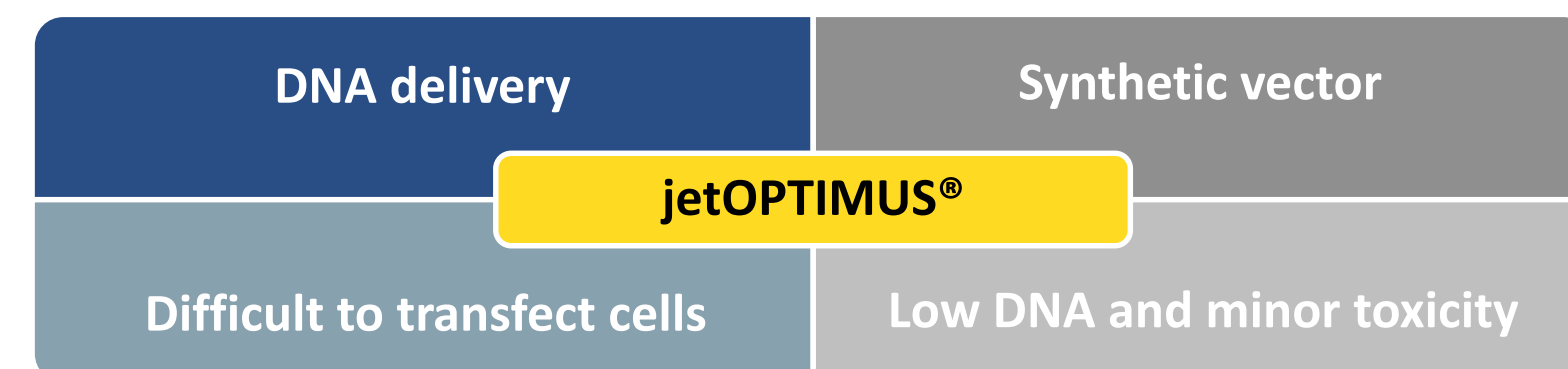 DNA delivery
Synthetic vector
jetOPTIMUS®
Difficult to transfect cells
Low DNA and minor toxicity